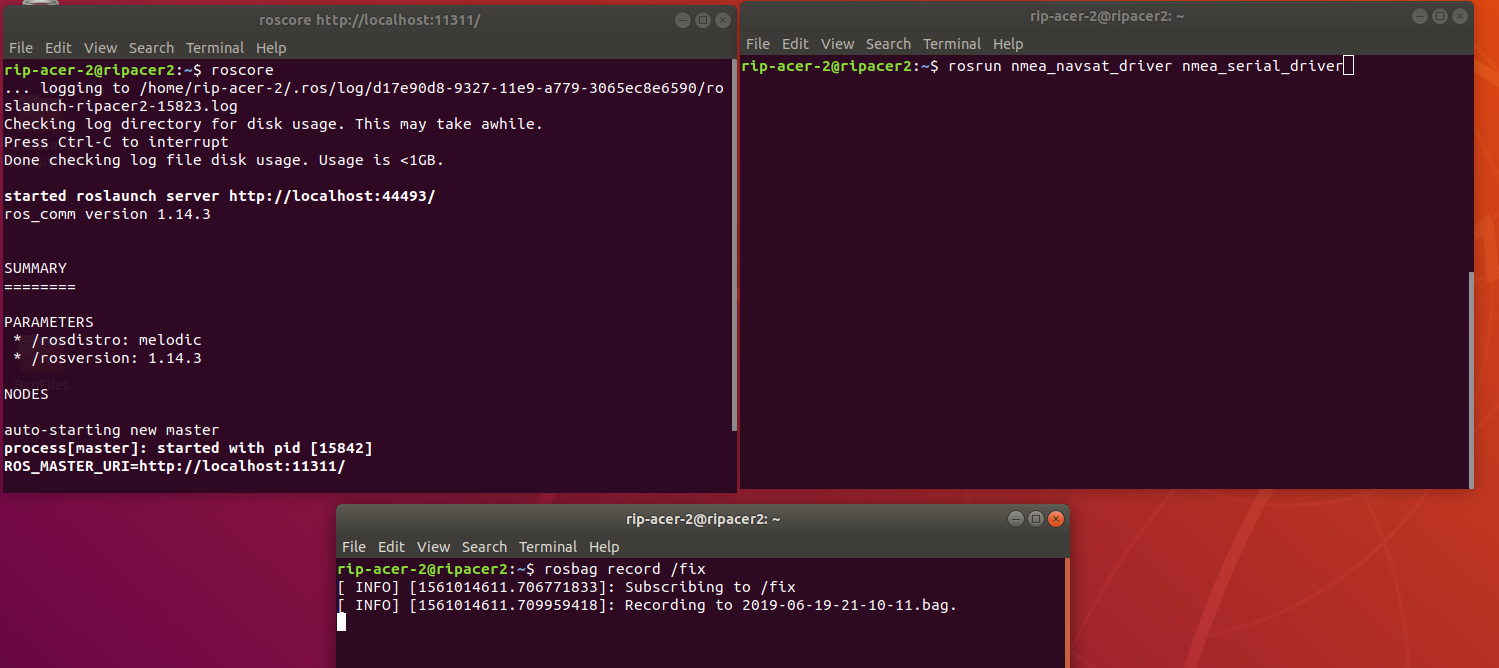 roscore http://localhost:11311/
File Edit View Search Terminal Help
rip-acer-2@ripacer2:~$ roscore
... logging to /home/rip-acer-2/.ros/log/d17e90d8-9327-11e9-a779-3065ec8e6590/ro
slaunch-ripacer2-15823.log
Checking log directory for disk usage. This may take awhile.
Press Ctrl-C to interrupt
Done checking log file disk usage. Usage is <1GB.
started roslaunch server http://localhost:44493/
ros_comm version 1.14.3
SUMMARY
========
PARAMETERS
* /rosdistro: melodic
* /rosversion: 1.14.3
NODES
auto-starting new master
process[master]: started with pid [15842]
ROS_MASTER_URI=http://localhost:11311/
rip-acer-2@ripacer2: ~
File Edit View Search Terminal Help
rip-acer-2@ripacer2:~$ rosrun nmea_navsat_driver nmea_serial_driver
rip-acer-2@ripacer2: ~
File Edit View Search Terminal Help
rip-acer-2@ripacer2:~$ rosbag record /fix
[ INFO] [1561014611.706771833]: Subscribing to /fix
[ INFO] [1561014611.709959418]: Recording to 2019-06-19-21-10-11.bag.